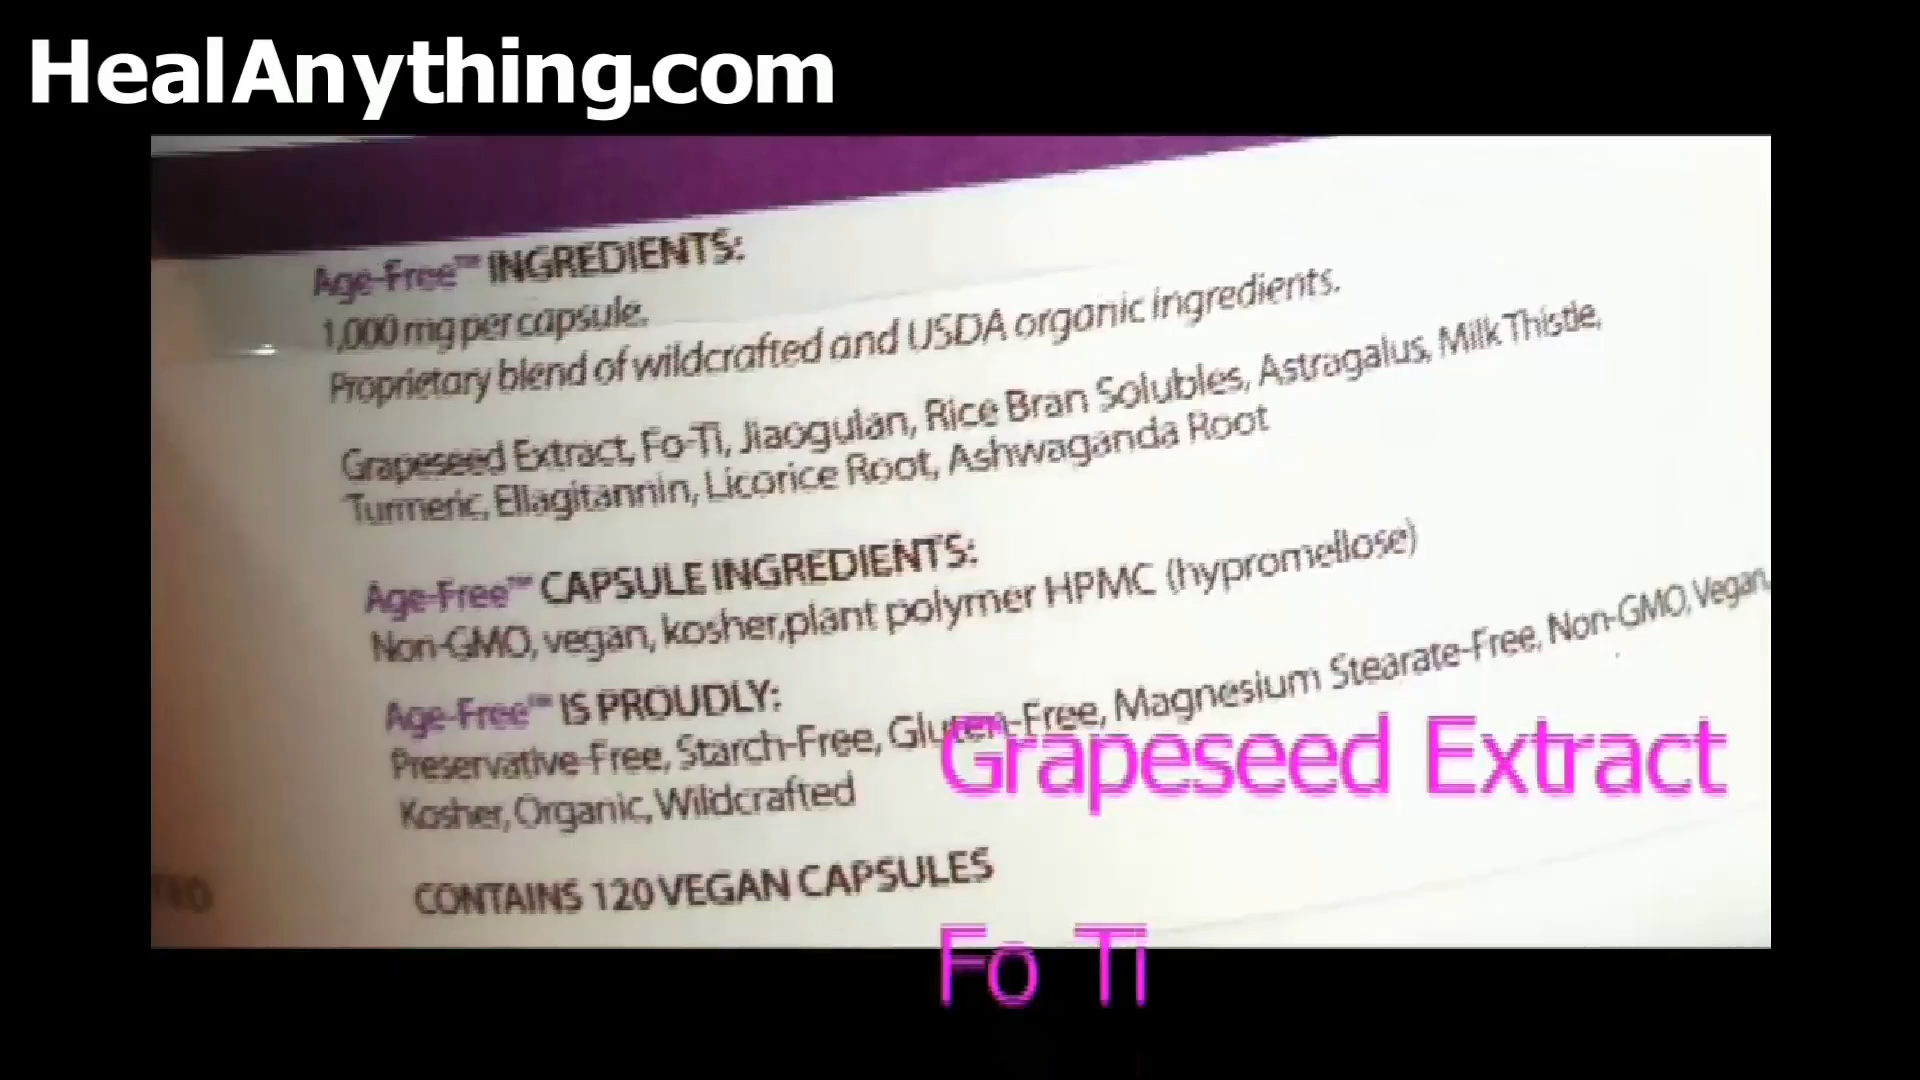 HealAnything.com
Age-Free™ INGREDIENTS:
1,000 mg per capsule.
Proprietary blend of wildcrafted and USDA organic ingredients.
Grapeseed Extract, Fo-Ti, Jiaogulan, Rice Bran Solubles, Astragalus, Milk Thistle,
Turmeric, Ellagitannin, Licorice Root, Ashwaganda Root
Age-Free™ CAPSULE INGREDIENTS:
Non-GMO, vegan, kosher,plant polymer HPMC (hypromellose)
Age-Free™ IS PROUDLY:
Preservative-Free, Starch-Free, Gluten-Free, Magnesium Stearate-Free, Non-GMO, Vegan,
Kosher, Organic, Wildcrafted
CONTAINS 120 VEGAN CAPSULES
Grapeseed Extract
Fo Ti